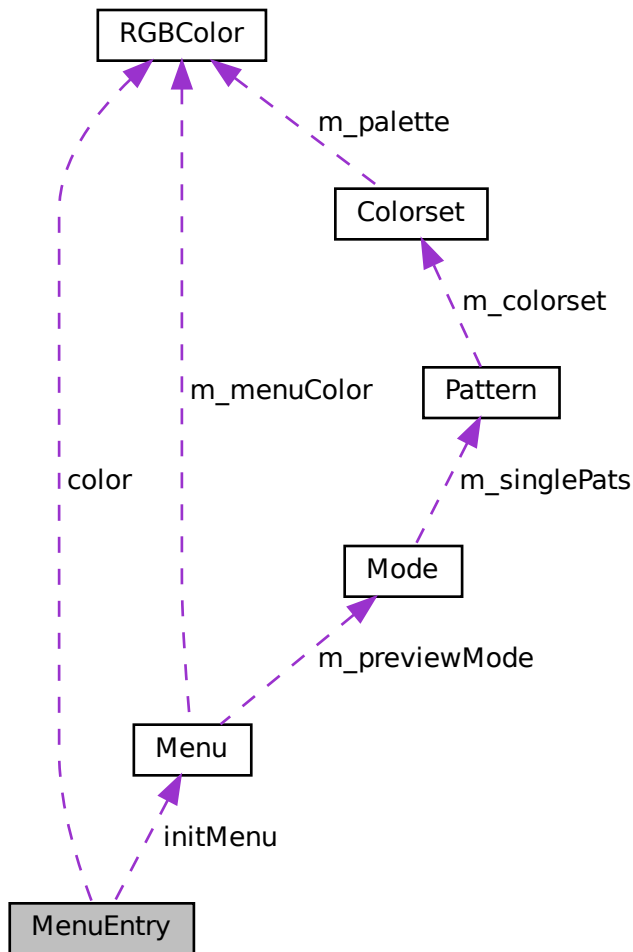 RGBColor
m_palette
Colorset
m_colorset
Pattern
m_menuColor
color
m_singlePats
Mode
m_previewMode
Menu
initMenu
MenuEntry